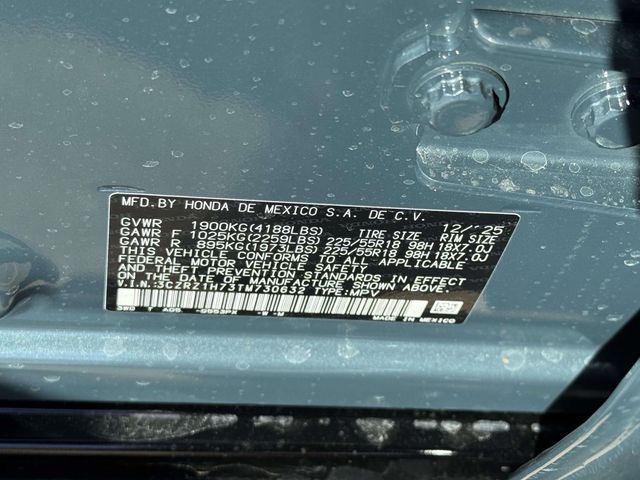 MFD.BY HONDA DE MEXICO S.A. DE C.V. 12/'25
GVWR 1900KG(4188LBS) TIRE SIZE RIM SIZE
GAWR F 1025KG(2259LBS) 225/55R18 98H 18X7.0J
GAWR R 895KG(1973LBS) 225/55R18 98H 18X7.0J
THIS VEHICLE CONFORMS TO ALL APPLICABLE
FEDERAL MOTOR VEHICLE SAFETY STANDARDS IN EFFECT
ON THE DATE OF MANUFACTURE SHOWN ABOVE.
V.I.N.:3CZRZ1H73TM730632 TYPE:MPV
MADE IN MEXICO